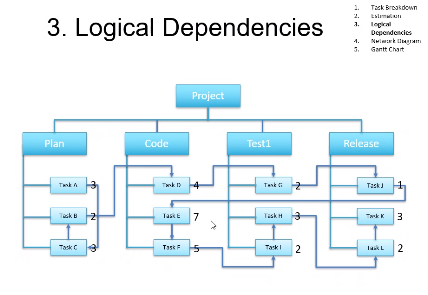 3. Logical Dependencies
1. Task Breakdown
2. Estimation
3. Logical
Dependencies
4. Network Diagram
5. Gantt Chart
Project
Plan Code Test1 Release
Task A 3 Task D 4 Task G 2 Task J 1
Task B 2 Task E 7 Task H 3 Task K 3
Task C 3 Task F 5 Task I 2 Task L 2